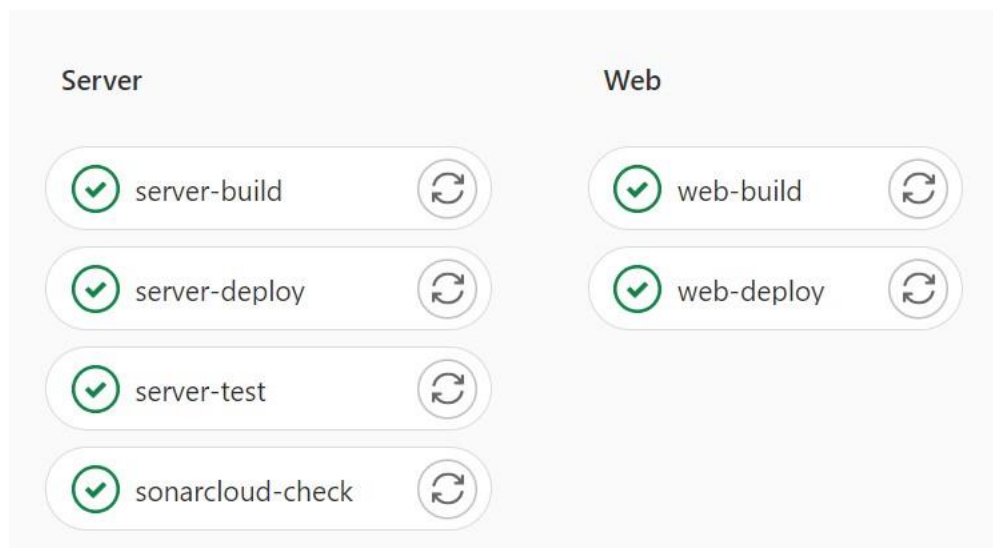 Server
server-build
server-deploy
server-test
sonarcloud-check
Web
web-build
web-deploy